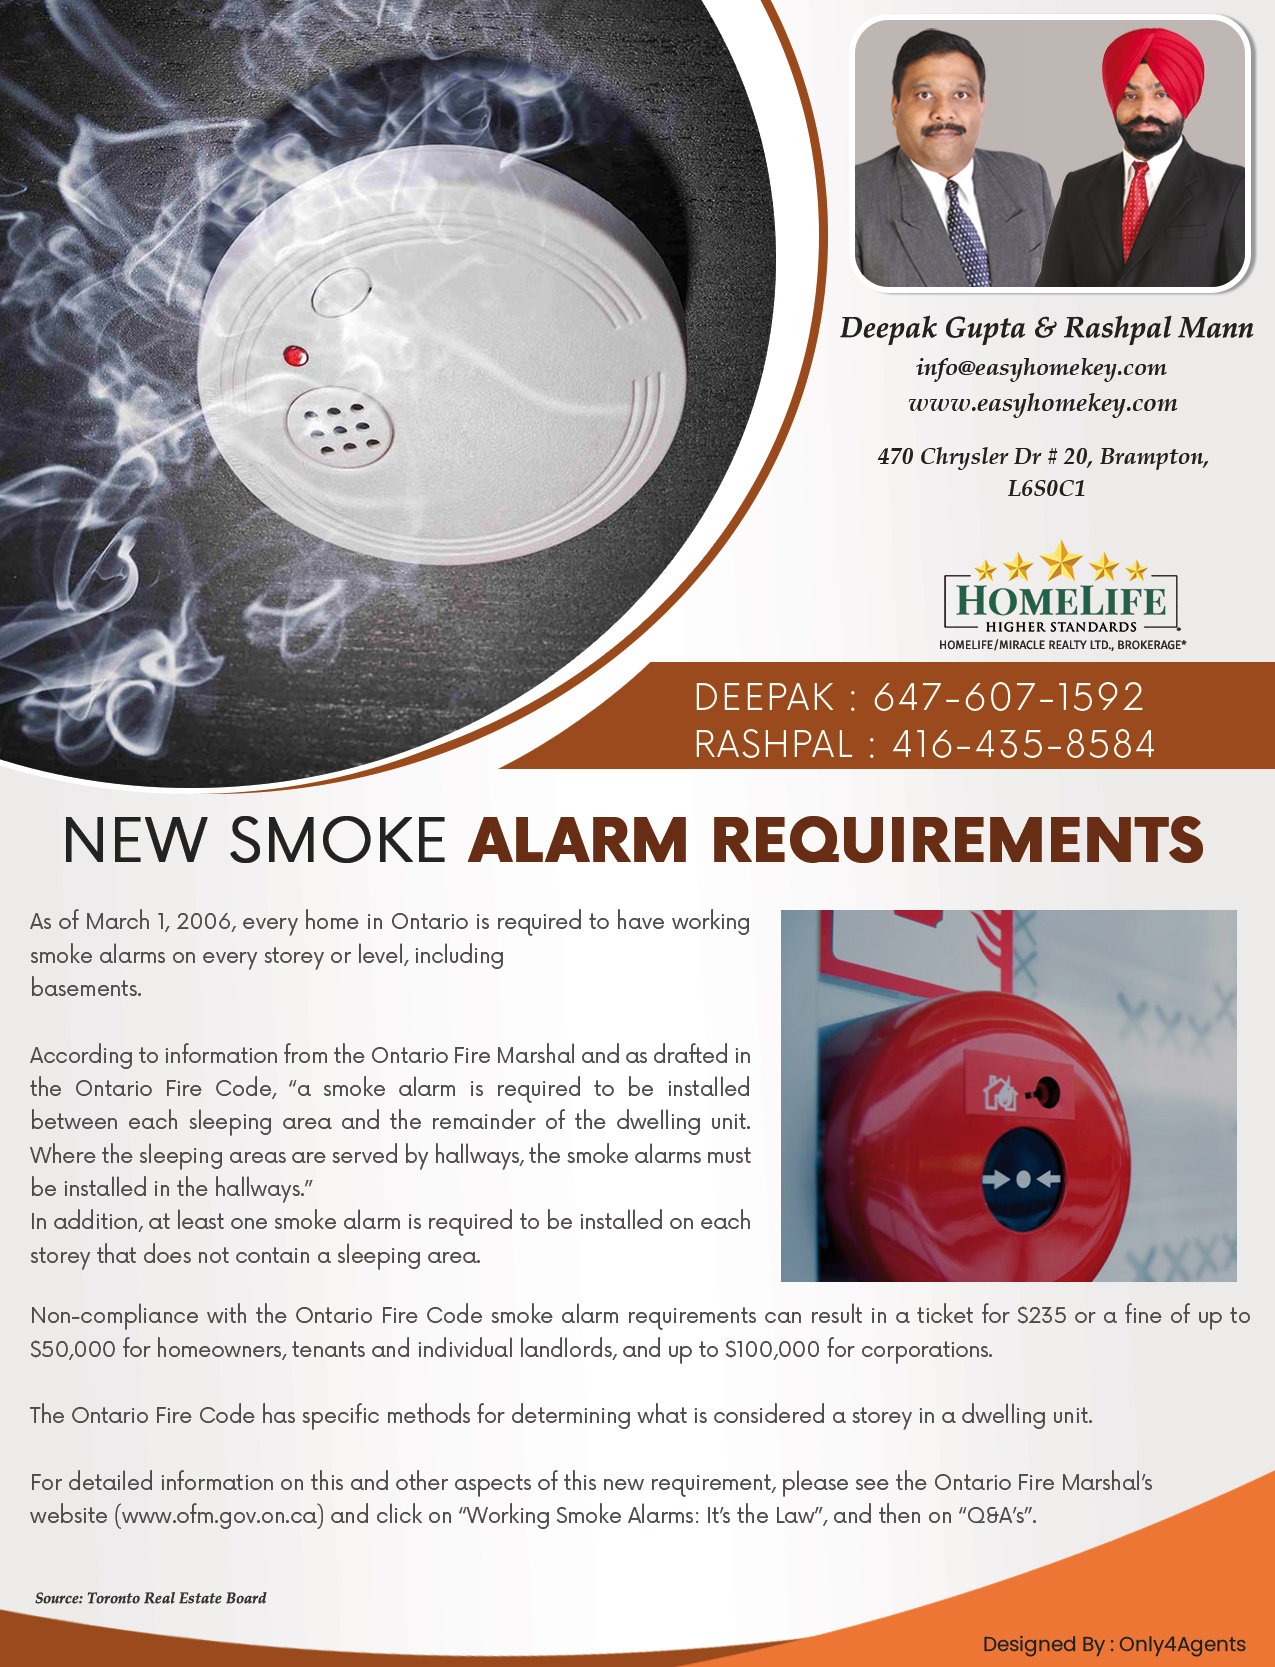 Deepak Gupta & Rashpal Mann
info@easyhomekey.com
www.easyhomekey.com
470 Chrysler Dr # 20, Brampton,
L6S0C1
HOMELIFE
HIGHER STANDARDS
HOMELIFE/MIRACLE REALTY LTD., BROKERAGE*
DEEPAK : 647-607-1592
RASHPAL : 416-435-8584
NEW SMOKE ALARM REQUIREMENTS
As of March 1, 2006, every home in Ontario is required to have working
smoke alarms on every storey or level, including
basements.
According to information from the Ontario Fire Marshal and as drafted in
the Ontario Fire Code, “a smoke alarm is required to be installed
between each sleeping area and the remainder of the dwelling unit.
Where the sleeping areas are served by hallways, the smoke alarms must
be installed in the hallways.”
In addition, at least one smoke alarm is required to be installed on each
storey that does not contain a sleeping area.
Non-compliance with the Ontario Fire Code smoke alarm requirements can result in a ticket for $235 or a fine of up to
$50,000 for homeowners, tenants and individual landlords, and up to $100,000 for corporations.
The Ontario Fire Code has specific methods for determining what is considered a storey in a dwelling unit.
For detailed information on this and other aspects of this new requirement, please see the Ontario Fire Marshal’s
website (www.ofm.gov.on.ca) and click on “Working Smoke Alarms: It’s the Law”, and then on “Q&A’s”.
Source: Toronto Real Estate Board
Designed By : Only4Agents